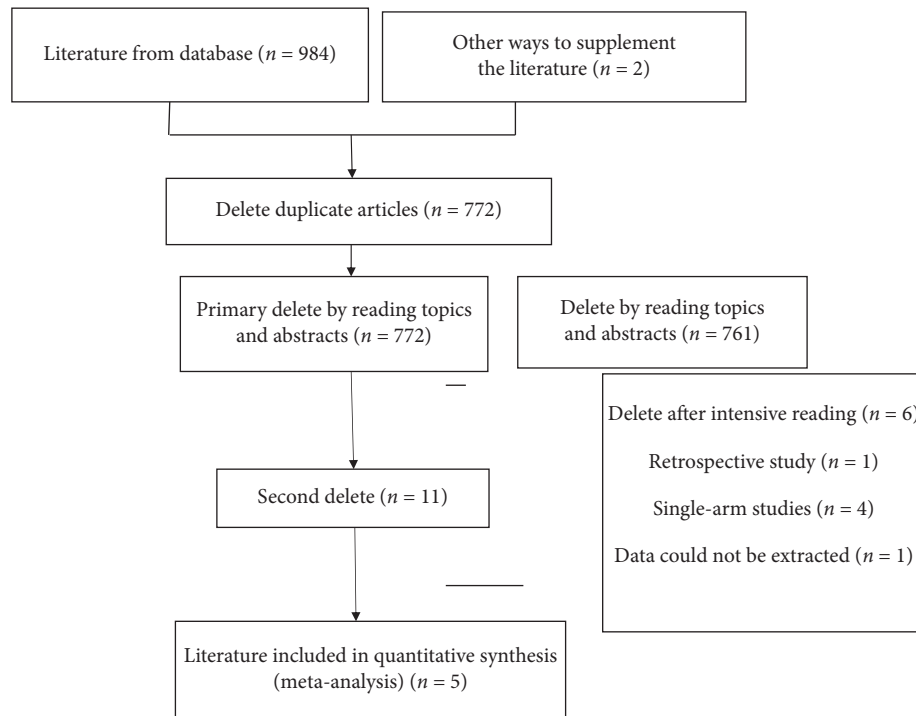 Literature from database (n = 984)
Other ways to supplement
the literature (n = 2)
Delete duplicate articles (n = 772)
Primary delete by reading topics
and abstracts (n = 772)
Delete by reading topics
and abstracts (n = 761)
Delete after intensive reading (n = 6)
Retrospective study (n = 1)
Single-arm studies (n = 4)
Data could not be extracted (n = 1)
Second delete (n = 11)
Literature included in quantitative synthesis
(meta-analysis) (n = 5)